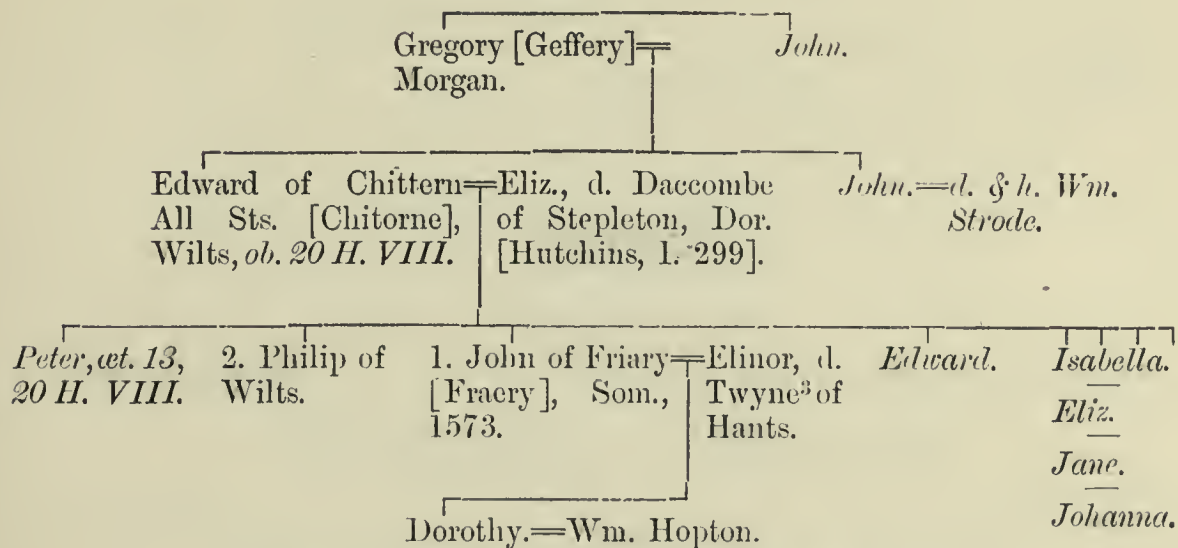 Gregory [Geffery]= John.
Morgan.
Edward of Chittern=Eliz., d. Daccombe John.=d. & h. Wm.
All Sts. [Chitorne], of Stepleton, Dor. Strode.
Wilts, ob. 20 H. VIII. [Hutchins, 1. 299].
Peter, æt. 13, 2. Philip of 1. John of Friary=Elinor, d. Edward. Isabella.
20 H. VIII. Wilts. [Fraery], Som., Twyne³ of
1573. Hants. Eliz.
Jane.
Johanna.
Dorothy.=Wm. Hopton.